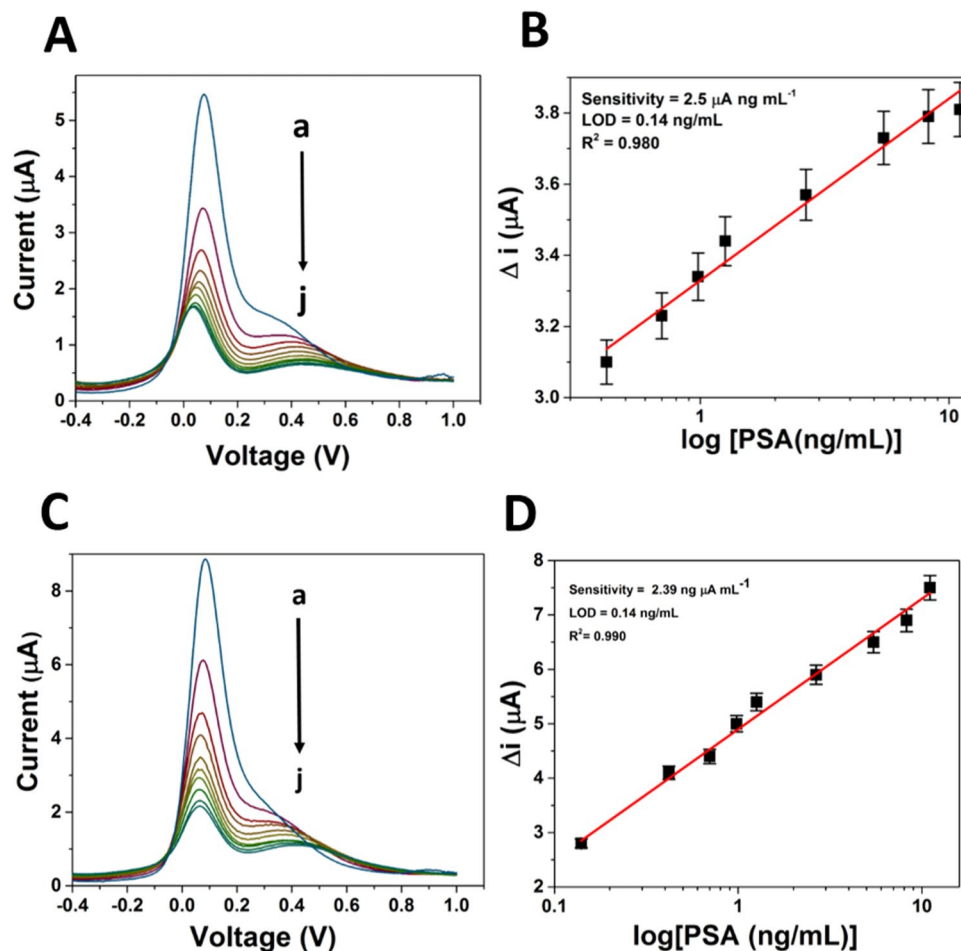 A
B
5
4
3
2
1
0
Current (μA)
a
j
-0.4
-0.2
0.0
0.2
0.4
0.6
0.8
1.0
Voltage (V)
Sensitivity = 2.5 μA ng mL⁻¹
LOD = 0.14 ng/mL
R² = 0.980
3.8
3.6
3.4
3.2
3.0
Δ i (μA)
1
10
log [PSA(ng/mL)]
C
D
8
6
4
2
0
Current (μA)
a
j
-0.4
-0.2
0.0
0.2
0.4
0.6
0.8
1.0
Voltage (V)
Sensitivity = 2.39 ng μA mL⁻¹
LOD = 0.14 ng/mL
R²= 0.990
8
7
6
5
4
3
2
Δi (μA)
0.1
1
10
log[PSA (ng/mL)]